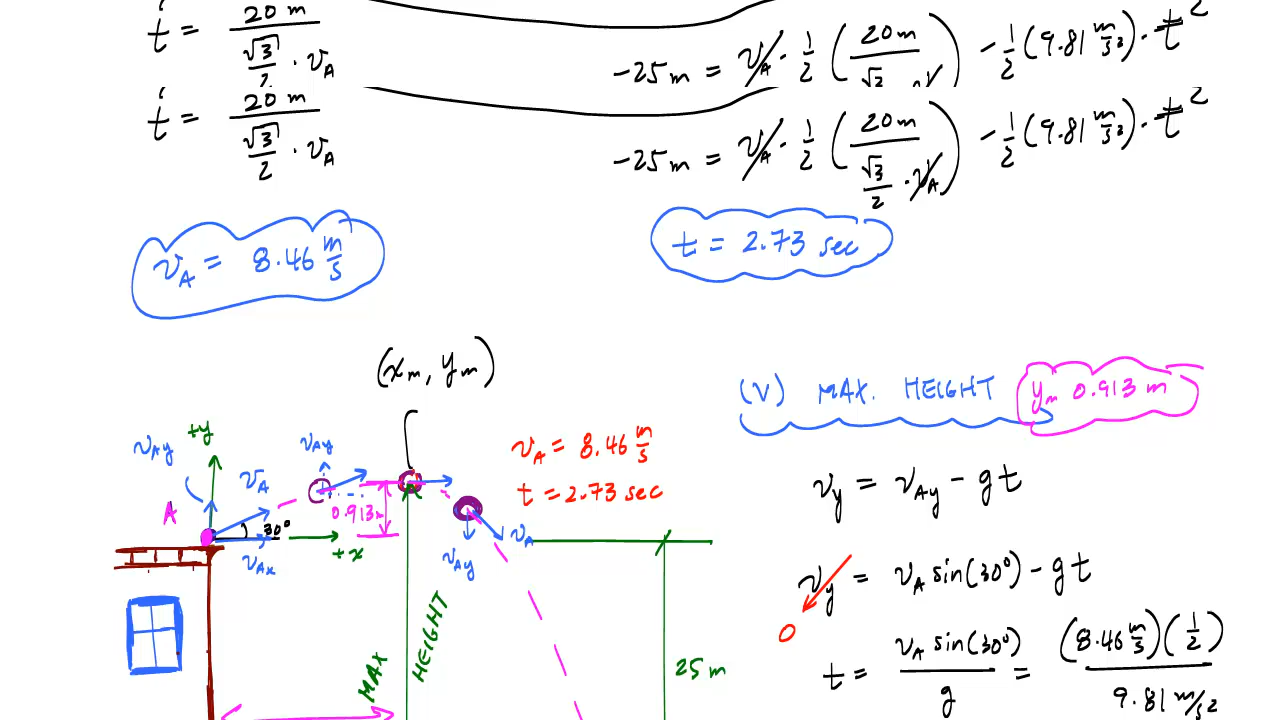 t = 20 m / (√3/2 · v_A)
-25 m = v_A · 1/2 (20 m / (√3/2 · v_A)) - 1/2 (9.81 m/s²) · t²
t = 20 m / (√3/2 · v_A)
-25 m = v_A · 1/2 (20 m / (√3/2 · v_A)) - 1/2 (9.81 m/s²) · t²
v_A = 8.46 m/s
t = 2.73 sec
(x_m, y_m)
(V) MAX. HEIGHT y_m 0.913 m
v_Ay
+y
v_Ay
v_A
v_A = 8.46 m/s
t = 2.73 sec
v_y = v_Ay - gt
A
30°
0.913 m
+x
v_Ax
v_Ay
v_A
v_y = v_A sin(30°) - gt
0
MAX HEIGHT
25 m
t = v_A sin(30°) / g = (8.46 m/s)(1/2) / 9.81 m/s²